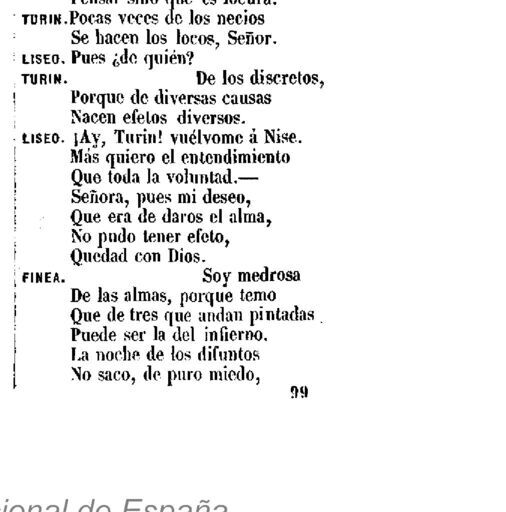 Pensar sino que es locura.
TURIN. Pocas veces de los necios
Se hacen los locos, Señor.
LISEO. Pues ¿de quién?
TURIN. De los discretos,
Porque de diversas causas
Nacen efetos diversos.
LISEO. ¡Ay, Turin! vuélvome á Nise.
Más quiero el entendimiento
Que toda la voluntad.—
Señora, pues mi deseo,
Que era de daros el alma,
No pudo tener efeto,
Quedad con Dios.
FINEA. Soy medrosa
De las almas, porque temo
Que de tres que andan pintadas
Puede ser la del infierno.
La noche de los difuntos
No saco, de puro miedo,
99
cional de España